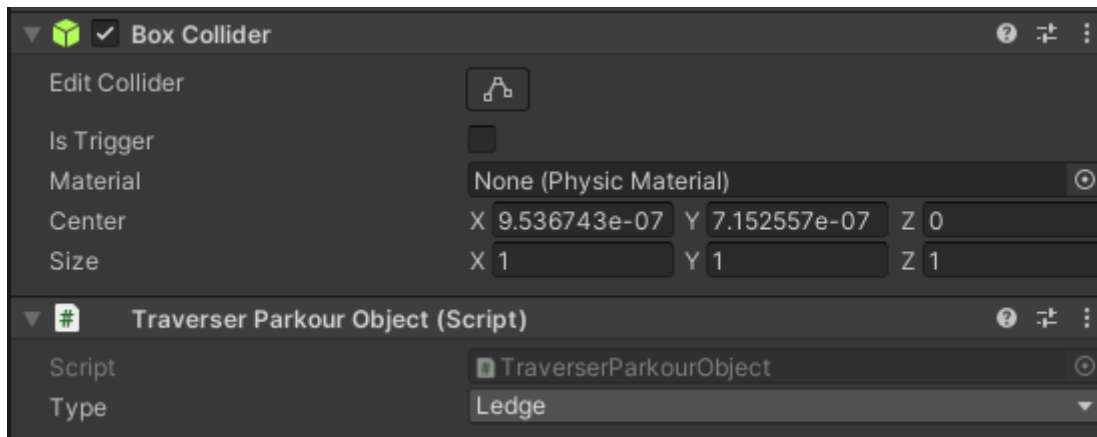 Box Collider
Edit Collider
Is Trigger
Material None (Physic Material)
Center X 9.536743e-07 Y 7.152557e-07 Z 0
Size X 1 Y 1 Z 1
# Traverser Parkour Object (Script)
Script # TraverserParkourObject
Type Ledge